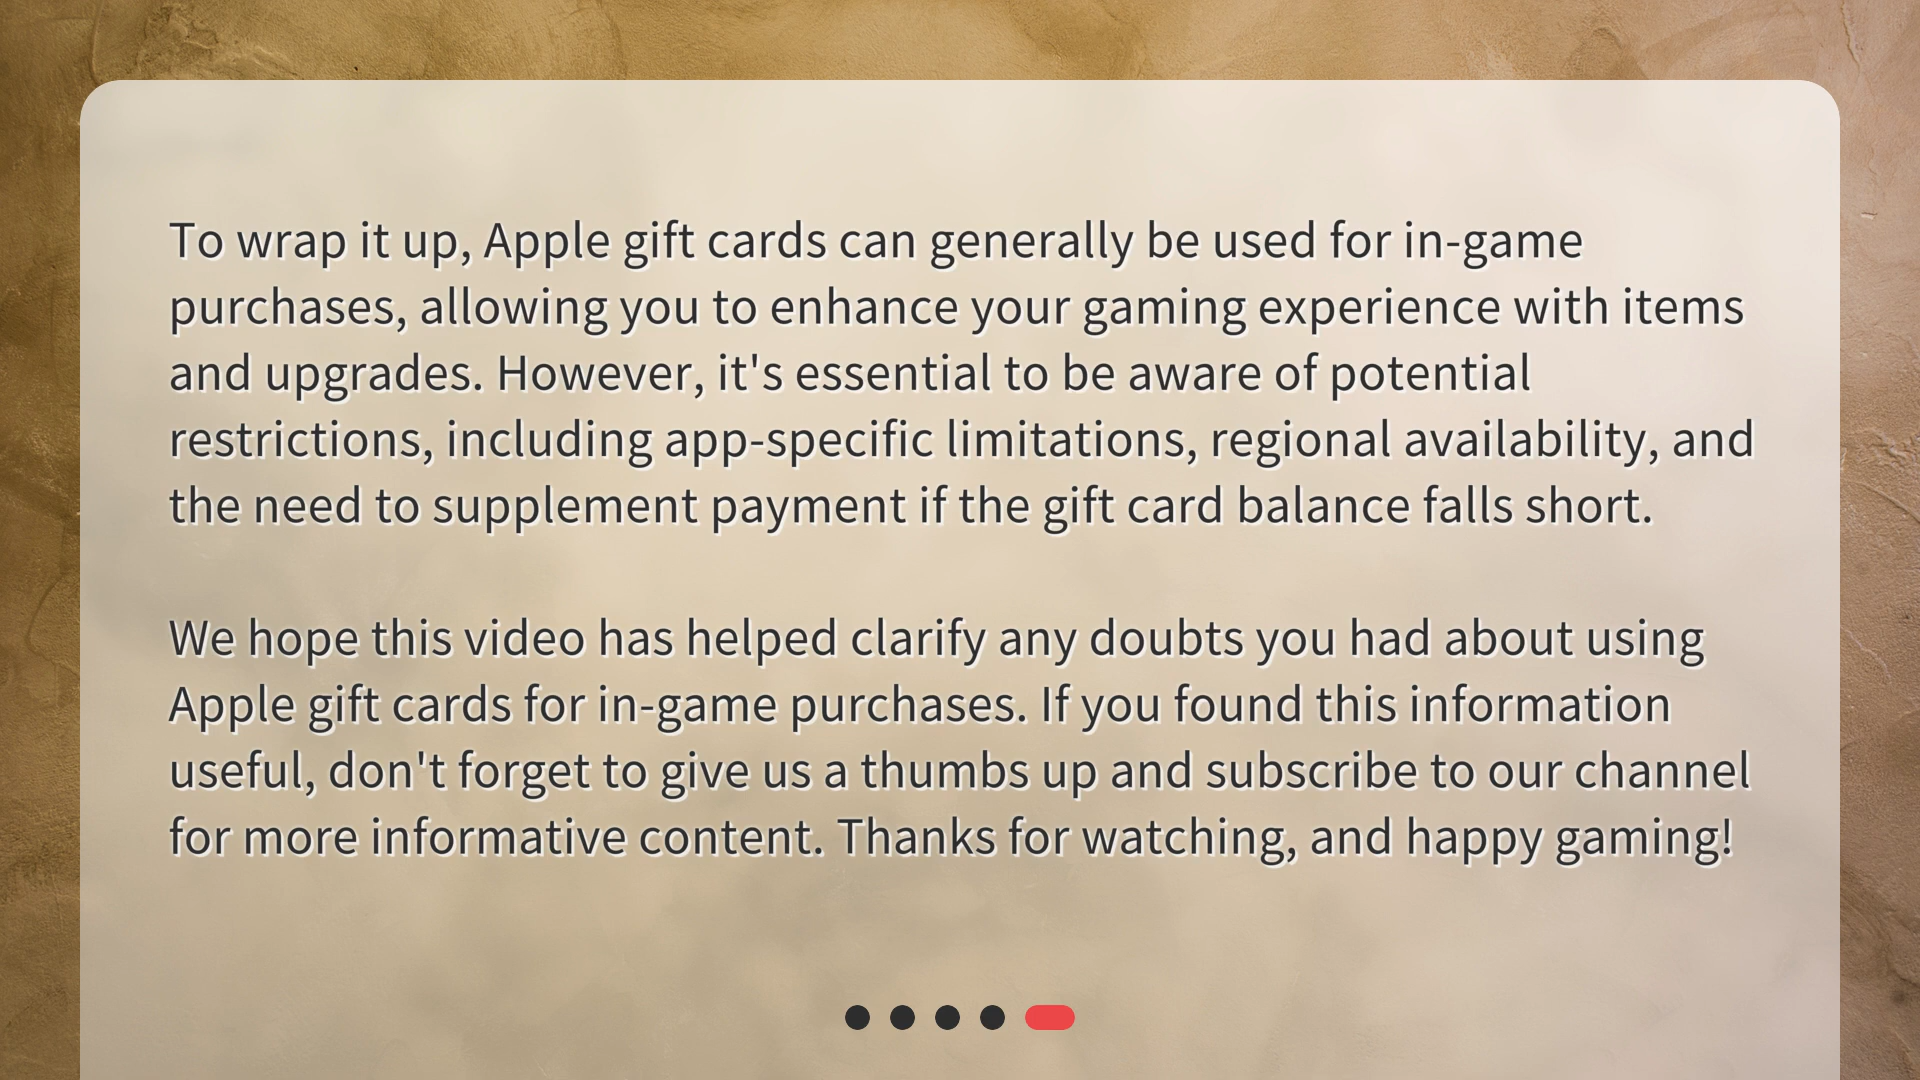 To wrap it up, Apple gift cards can generally be used for in-game
purchases, allowing you to enhance your gaming experience with items
and upgrades. However, it's essential to be aware of potential
restrictions, including app-specific limitations, regional availability, and
the need to supplement payment if the gift card balance falls short.
We hope this video has helped clarify any doubts you had about using
Apple gift cards for in-game purchases. If you found this information
useful, don't forget to give us a thumbs up and subscribe to our channel
for more informative content. Thanks for watching, and happy gaming!